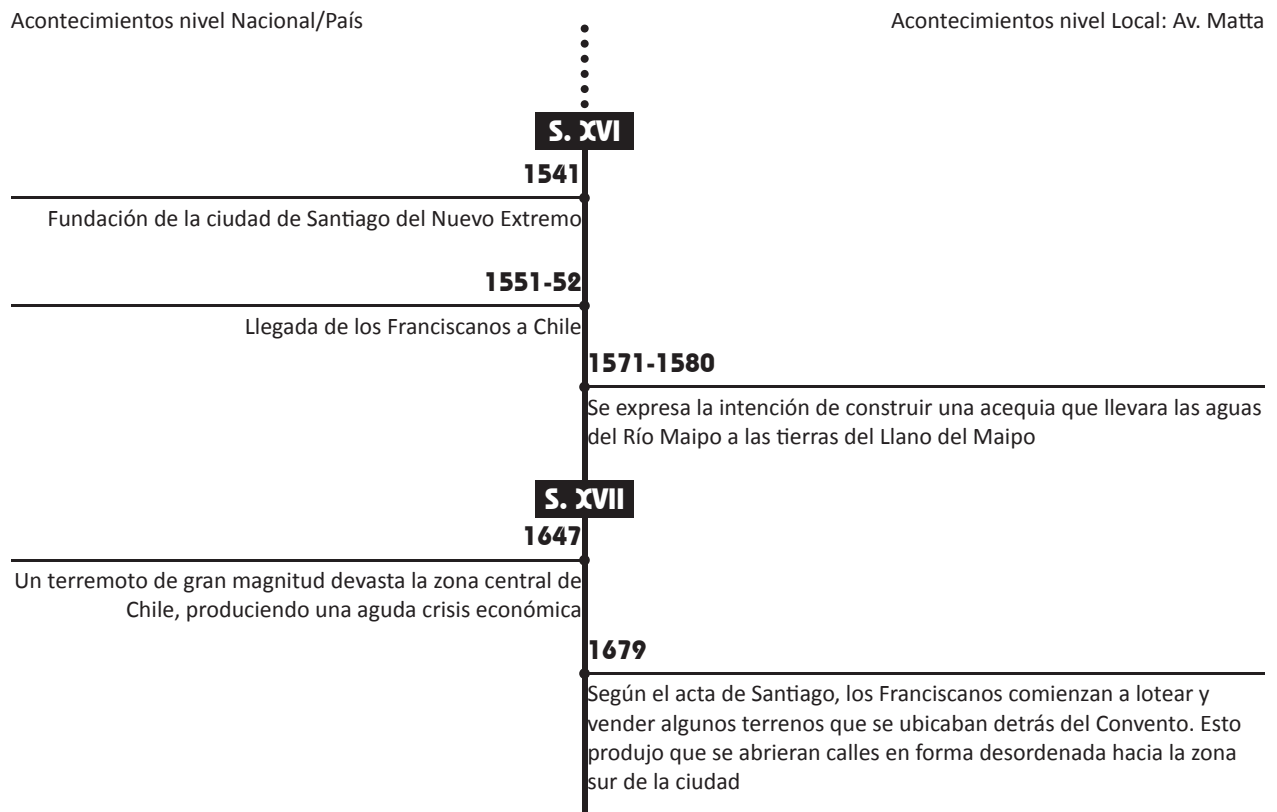 Acontecimientos nivel Nacional/País
Acontecimientos nivel Local: Av. Matta
S. XVI
1541
Fundación de la ciudad de Santiago del Nuevo Extremo
1551-52
Llegada de los Franciscanos a Chile
1571-1580
Se expresa la intención de construir una acequia que llevara las aguas
del Río Maipo a las tierras del Llano del Maipo
S. XVII
1647
Un terremoto de gran magnitud devasta la zona central de
Chile, produciendo una aguda crisis económica
1679
Según el acta de Santiago, los Franciscanos comienzan a lotear y
vender algunos terrenos que se ubicaban detrás del Convento. Esto
produjo que se abrieran calles en forma desordenada hacia la zona
sur de la ciudad